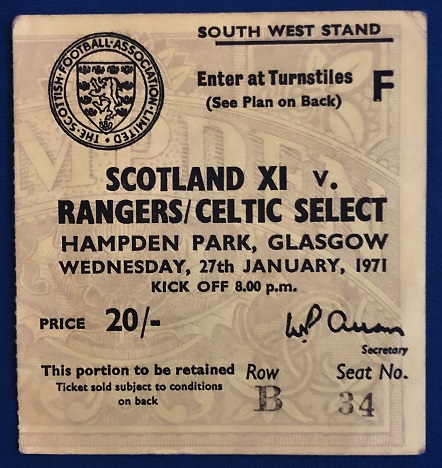 SOUTH WEST STAND
THE SCOTTISH FOOTBALL ASSOCIATION LIMITED
Enter at Turnstiles F
(See Plan on Back)
SCOTLAND XI v.
RANGERS/CELTIC SELECT
HAMPDEN PARK, GLASGOW
WEDNESDAY, 27th JANUARY, 1971
KICK OFF 8.00 p.m.
PRICE 20/-
WP Allan
Secretary
This portion to be retained
Ticket sold subject to conditions
on back
Row Seat No.
B 34